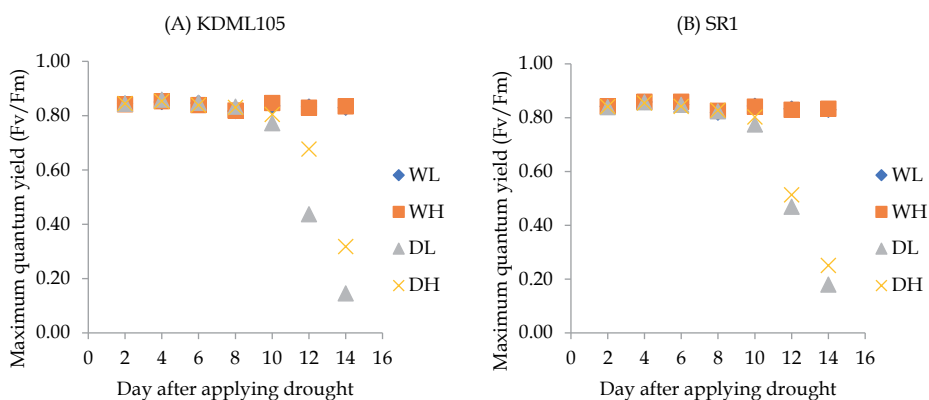 (A) KDML105
Maximum quantum yield (Fv/Fm)
1.00
0.80
0.60
0.40
0.20
0.00
0 2 4 6 8 10 12 14 16
Day after applying drought
WL
WH
DL
DH
(B) SR1
Maximum quantum yield (Fv/Fm)
1.00
0.80
0.60
0.40
0.20
0.00
0 2 4 6 8 10 12 14 16
Day after applying drought
WL
WH
DL
DH